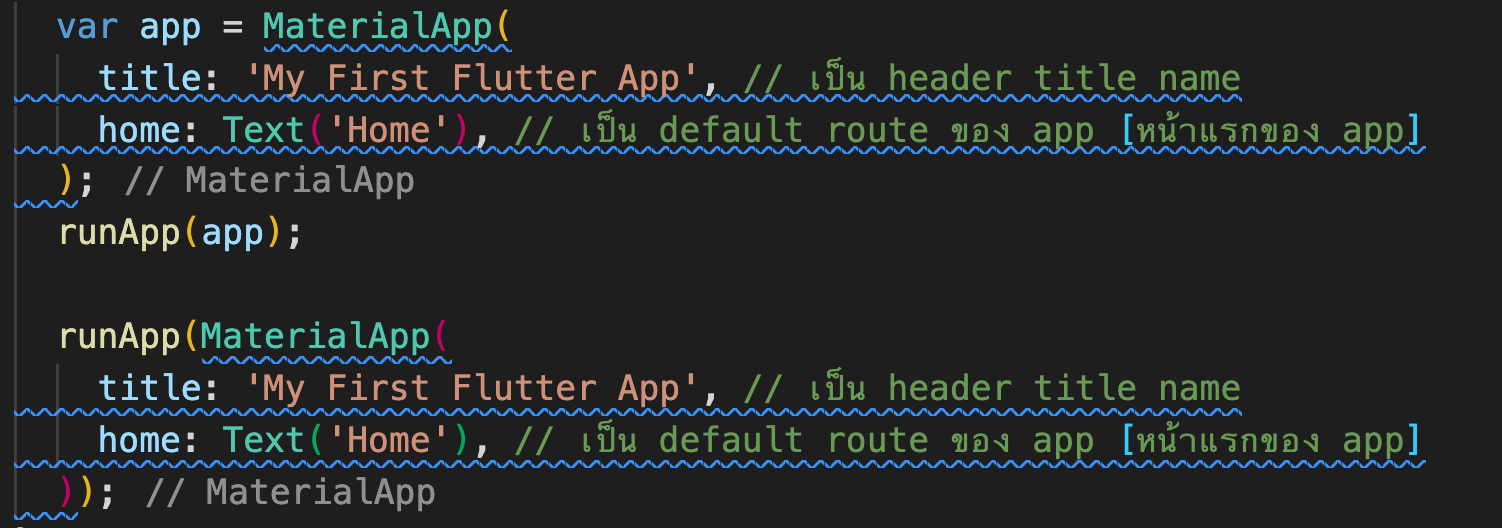 var app = MaterialApp(
title: 'My First Flutter App', // เป็น header title name
home: Text('Home'), // เป็น default route ของ app [หน้าแรกของ app]
); // MaterialApp
runApp(app);
runApp(MaterialApp(
title: 'My First Flutter App', // เป็น header title name
home: Text('Home'), // เป็น default route ของ app [หน้าแรกของ app]
)); // MaterialApp